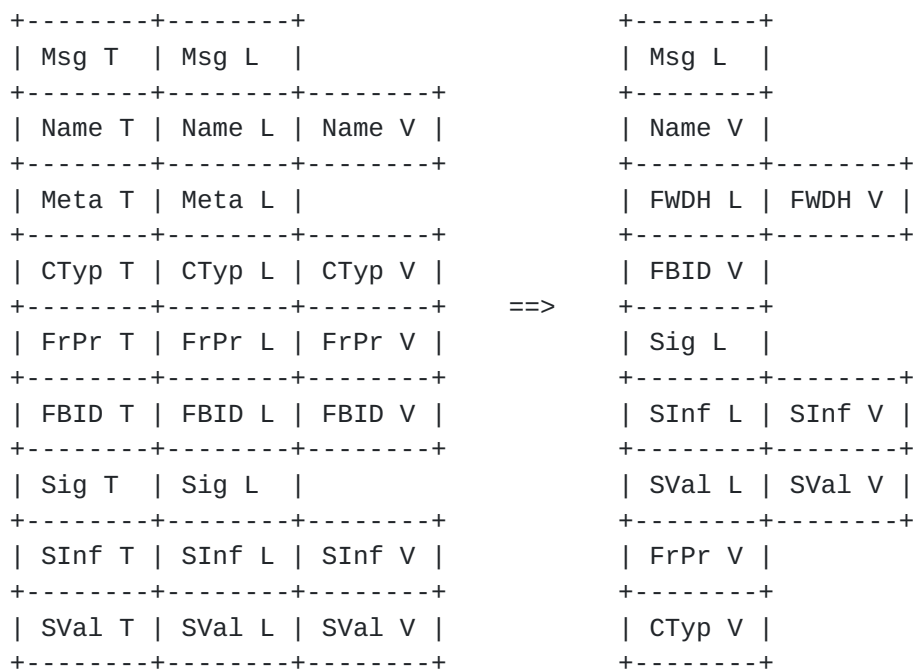 +--------+--------+                     +--------+
| Msg T  | Msg L  |                     | Msg L  |
+--------+--------+--------+            +--------+
| Name T | Name L | Name V |            | Name V |
+--------+--------+--------+            +--------+--------+
| Meta T | Meta L |                     | FWDH L | FWDH V |
+--------+--------+--------+            +--------+--------+
| CTyp T | CTyp L | CTyp V |            | FBID V |
+--------+--------+--------+    ==>     +--------+
| FrPr T | FrPr L | FrPr V |            | Sig L  |
+--------+--------+--------+            +--------+--------+
| FBID T | FBID L | FBID V |            | SInf L | SInf V |
+--------+--------+--------+            +--------+--------+
| Sig T  | Sig L  |                     | SVal L | SVal V |
+--------+--------+--------+            +--------+--------+
| SInf T | SInf L | SInf V |            | FrPr V |
+--------+--------+--------+            +--------+
| SVal T | SVal L | SVal V |            | CTyp V |
+--------+--------+--------+            +--------+